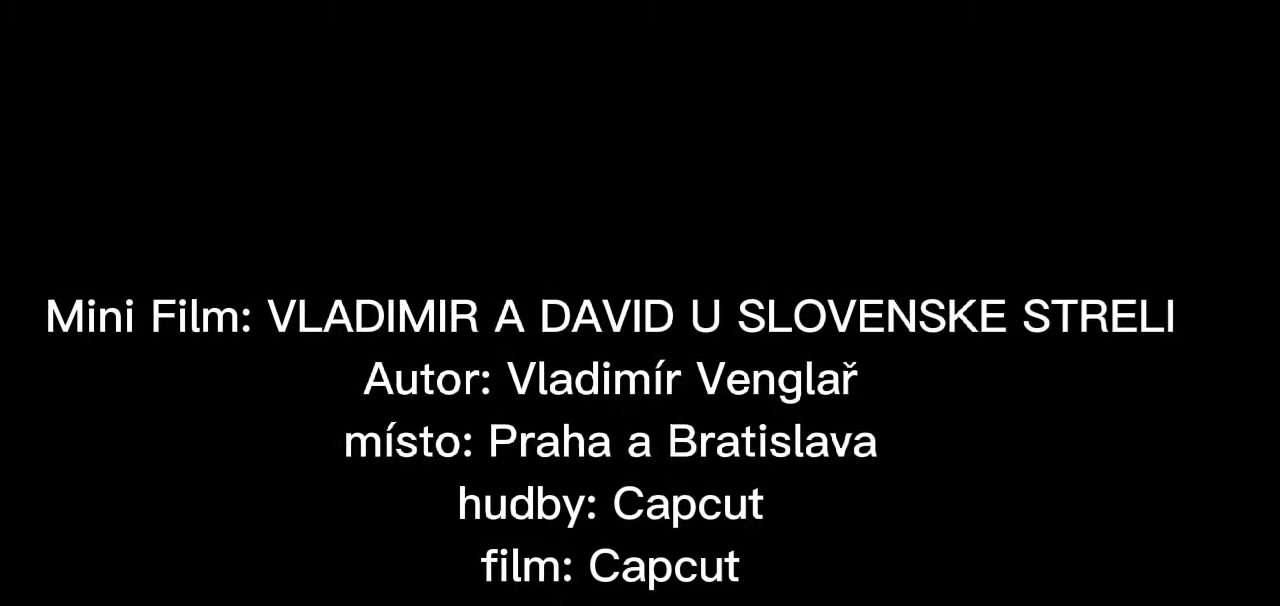 Mini Film: VLADIMIR A DAVID U SLOVENSKE STRELI
Autor: Vladimír Venglař
místo: Praha a Bratislava
hudby: Capcut
film: Capcut